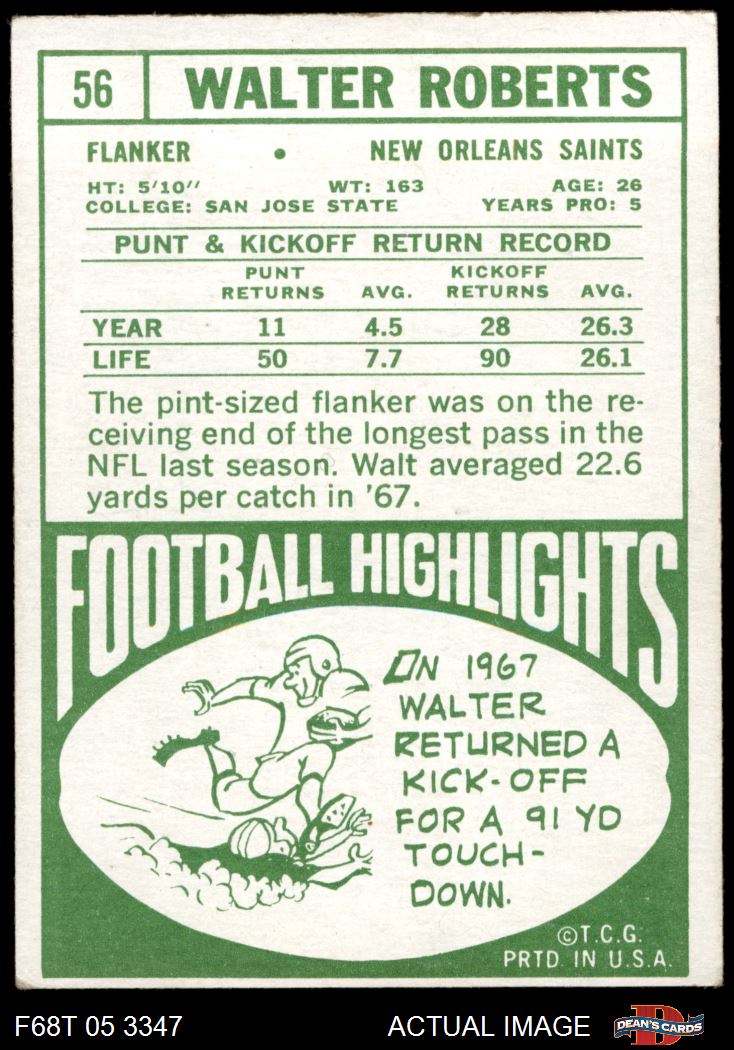 56 WALTER ROBERTS
FLANKER • NEW ORLEANS SAINTS
HT: 5'10" WT: 163 AGE: 26
COLLEGE: SAN JOSE STATE YEARS PRO: 5
PUNT & KICKOFF RETURN RECORD
PUNT KICKOFF
RETURNS AVG. RETURNS AVG.
YEAR 11 4.5 28 26.3
LIFE 50 7.7 90 26.1
The pint-sized flanker was on the re-
ceiving end of the longest pass in the
NFL last season. Walt averaged 22.6
yards per catch in '67.
FOOTBALL HIGHLIGHTS
ON 1967
WALTER
RETURNED A
KICK-OFF
FOR A 91 YD
TOUCH-
DOWN.
©T.C.G.
PRTD. IN U.S.A.
F68T 05 3347 ACTUAL IMAGE D DEAN'S CARDS